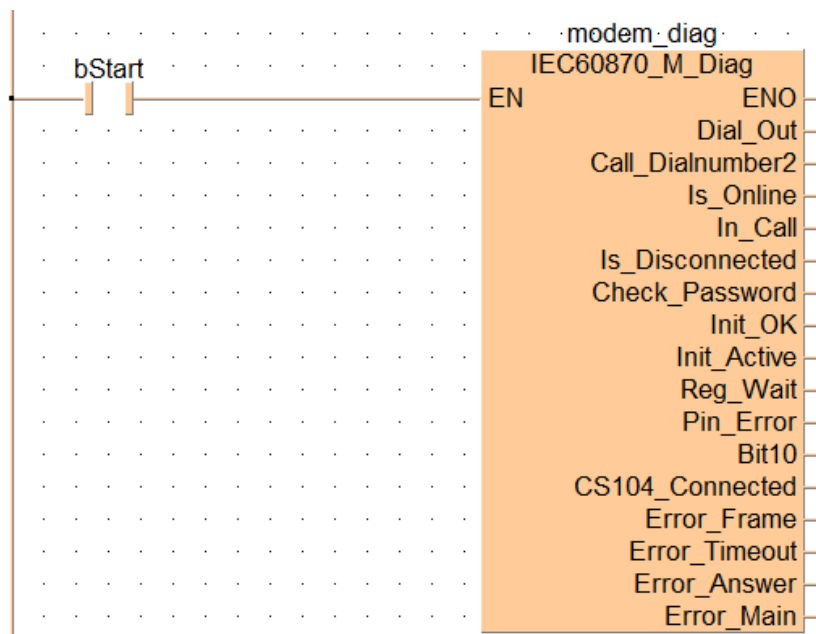 modem_diag
bStart
IEC60870_M_Diag
EN ENO
Dial_Out
Call_Dialnumber2
Is_Online
In_Call
Is_Disconnected
Check_Password
Init_OK
Init_Active
Reg_Wait
Pin_Error
Bit10
CS104_Connected
Error_Frame
Error_Timeout
Error_Answer
Error_Main